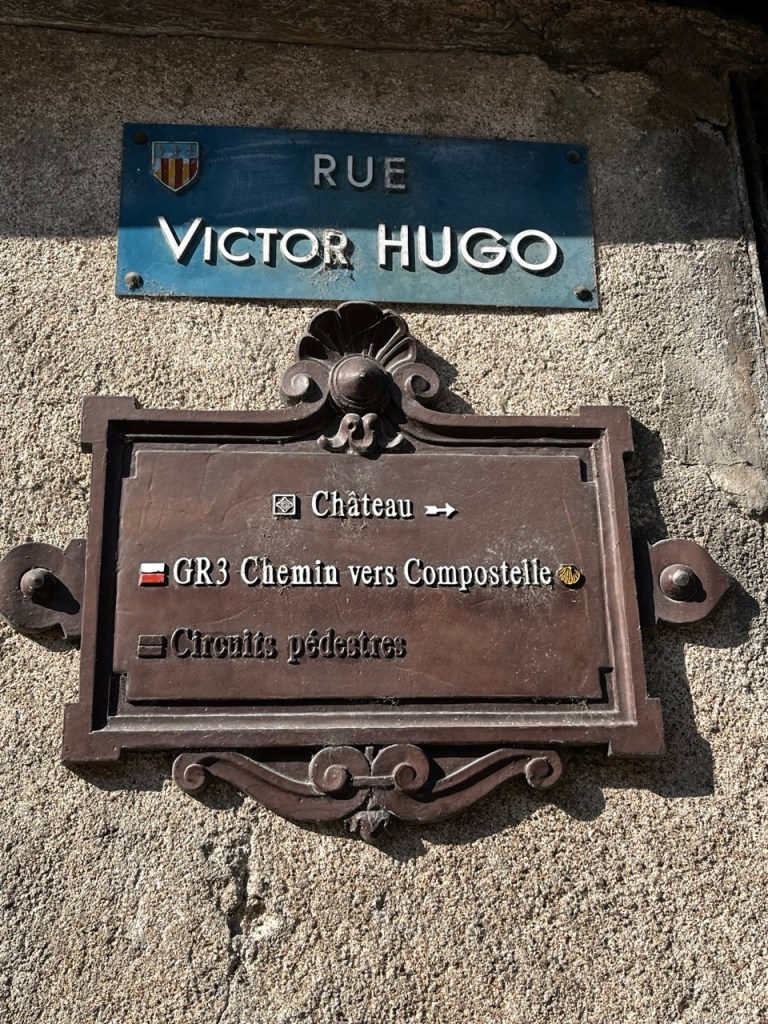 RUE
VICTOR HUGO
Château
GR3 Chemin vers Compostelle
Circuits pédestres